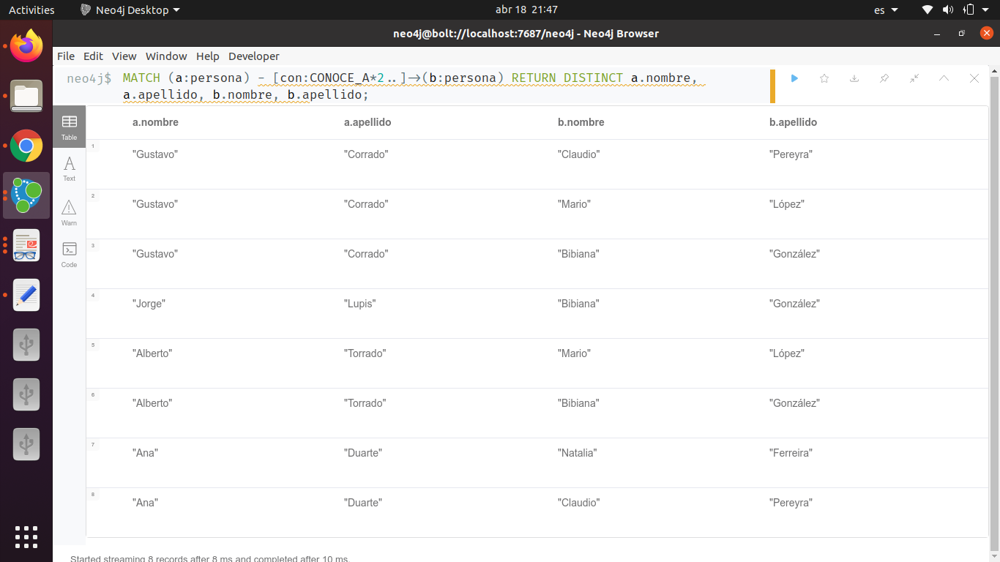 Activities Neo4j Desktop abr 18 21:47 es
neo4j@bolt://localhost:7687/neo4j - Neo4j Browser
File Edit View Window Help Developer
neo4j$ MATCH (a:persona) - [con:CONOCE_A*2..]->(b:persona) RETURN DISTINCT a.nombre,
a.apellido, b.nombre, b.apellido;
Table
Text
Warn
Code
a.nombre a.apellido b.nombre b.apellido
1 "Gustavo" "Corrado" "Claudio" "Pereyra"
2 "Gustavo" "Corrado" "Mario" "López"
3 "Gustavo" "Corrado" "Bibiana" "González"
4 "Jorge" "Lupis" "Bibiana" "González"
5 "Alberto" "Torrado" "Mario" "López"
6 "Alberto" "Torrado" "Bibiana" "González"
7 "Ana" "Duarte" "Natalia" "Ferreira"
8 "Ana" "Duarte" "Claudio" "Pereyra"
Started streaming 8 records after 8 ms and completed after 10 ms.